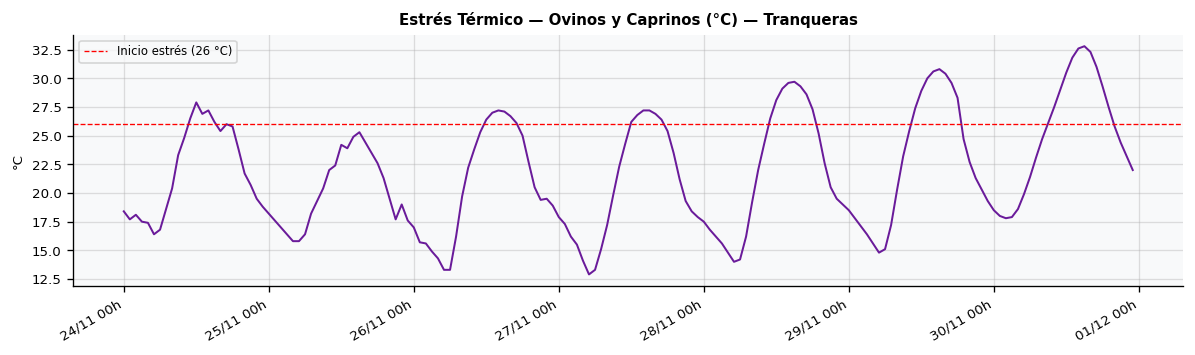 Estrés Térmico — Ovinos y Caprinos (°C) — Tranqueras
Inicio estrés (26 °C)
°C
32.5
30.0
27.5
25.0
22.5
20.0
17.5
15.0
12.5
24/11 00h
25/11 00h
26/11 00h
27/11 00h
28/11 00h
29/11 00h
30/11 00h
01/12 00h